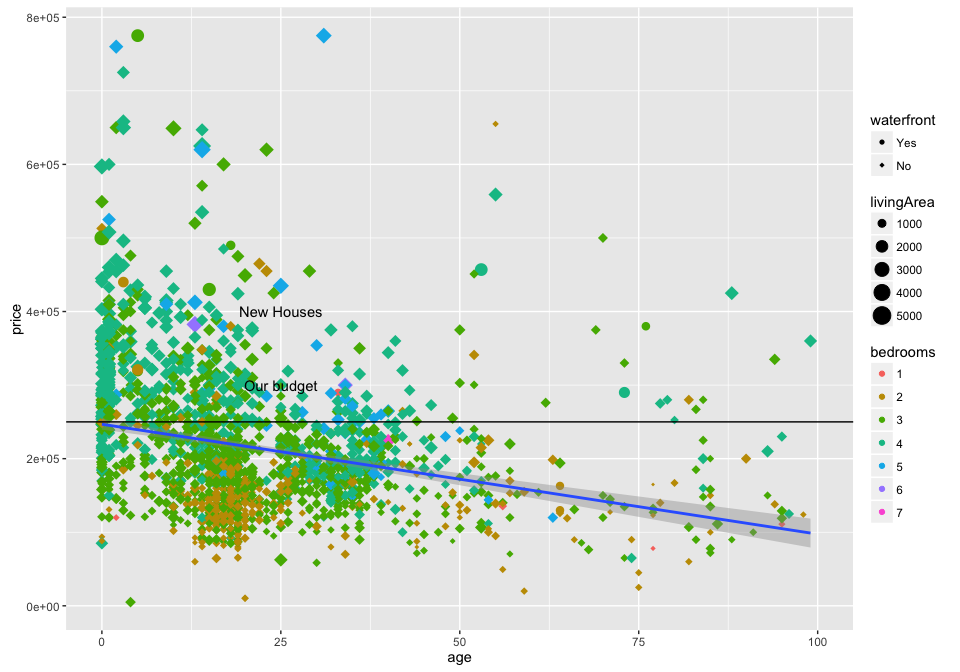 8e+05
6e+05
4e+05
2e+05
0e+00
price
New Houses
Our budget
0
25
50
75
100
age
waterfront
Yes
No
livingArea
1000
2000
3000
4000
5000
bedrooms
1
2
3
4
5
6
7